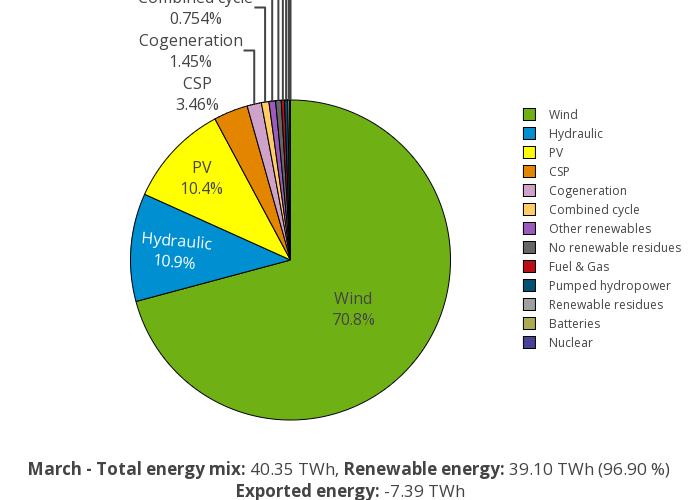 Combined cycle
0.754%
Cogeneration
1.45%
CSP
3.46%
PV
10.4%
Hydraulic
10.9%
Wind
70.8%
Wind
Hydraulic
PV
CSP
Cogeneration
Combined cycle
Other renewables
No renewable residues
Fuel & Gas
Pumped hydropower
Renewable residues
Batteries
Nuclear
March - Total energy mix: 40.35 TWh, Renewable energy: 39.10 TWh (96.90 %)
Exported energy: -7.39 TWh